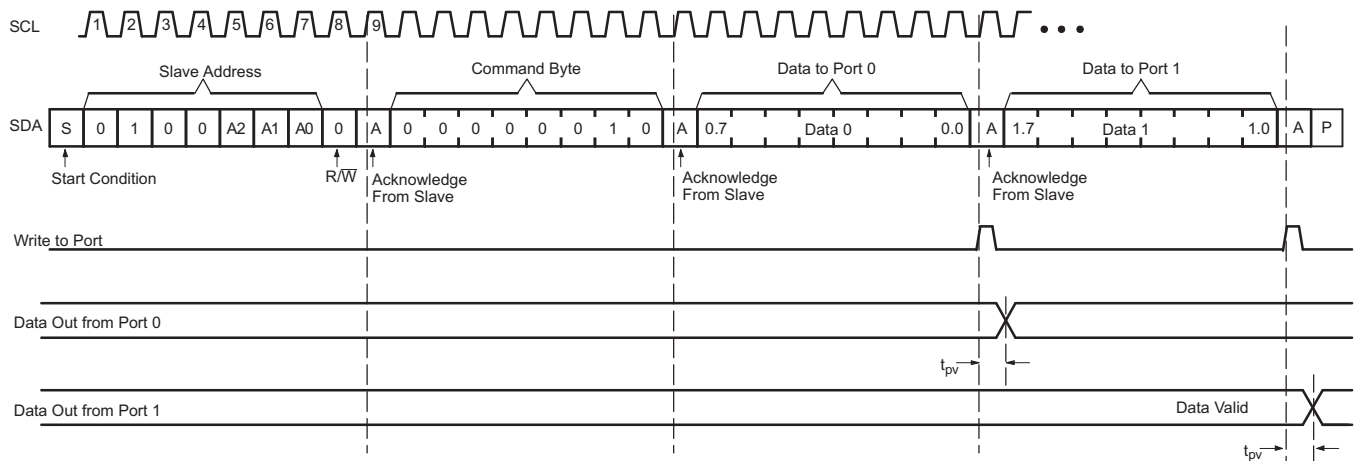 SCL 1 2 3 4 5 6 7 8 9
Slave Address Command Byte Data to Port 0 Data to Port 1
SDA S 0 1 0 0 A2 A1 A0 0 A 0 0 0 0 0 0 1 0 A 0.7 Data 0 0.0 A 1.7 Data 1 1.0 A P
Start Condition R/W̅ Acknowledge From Slave Acknowledge From Slave Acknowledge From Slave
Write to Port
Data Out from Port 0
tpv
Data Out from Port 1 Data Valid
tpv